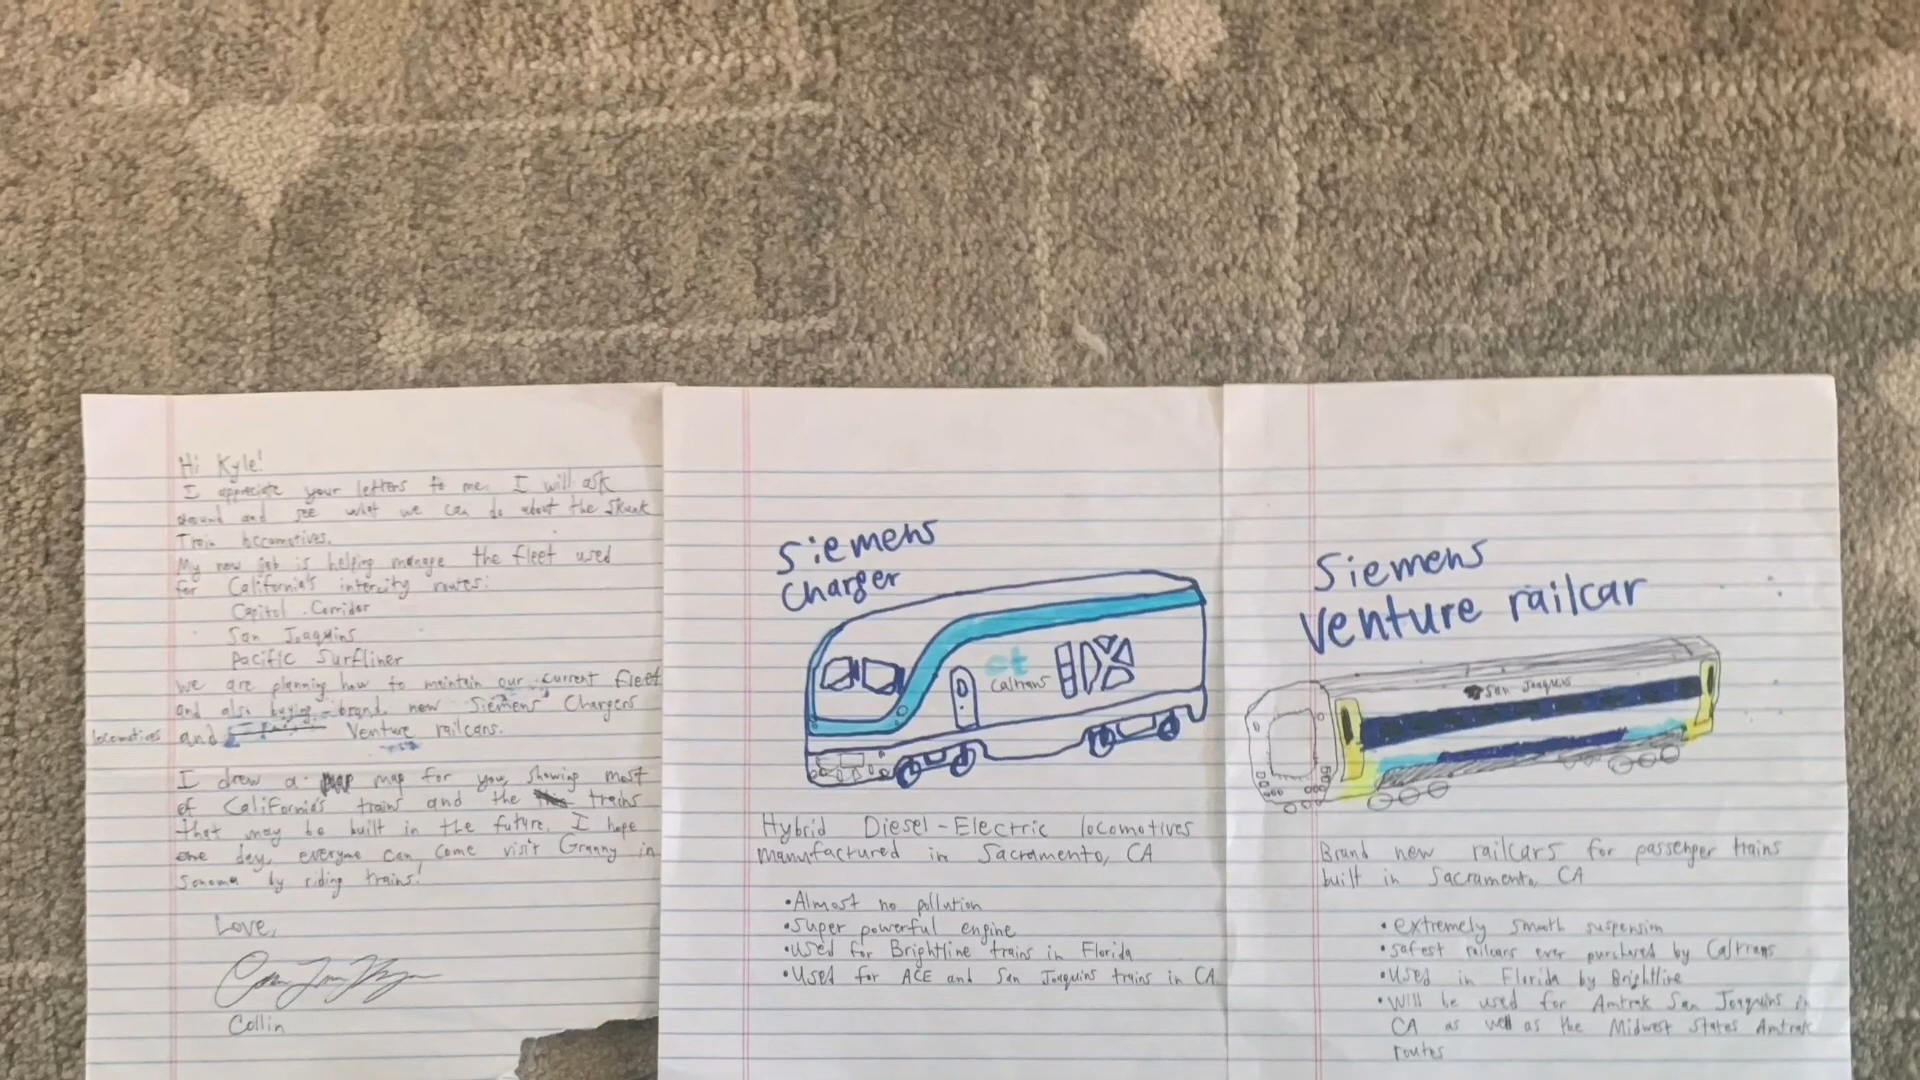 Hi Kyle!
I appreciate your letters to me. I will ask
around and see what we can do about the Skunk
Train locomotives.
My new job is helping manage the fleet used
for California's intercity routes:
Capitol Corridor
San Joaquins
Pacific Surfliner
We are planning how to maintain our current fleet
and also buying brand new Siemens Chargers
locomotives and Venture railcars.
I drew a map for you, showing most
of California's trains and the trains
that may be built in the future. I hope
one day, everyone can come visit Granny in
Sonoma by riding trains!
Love,
Collin
Siemens
Charger
ct
Caltrans
Hybrid Diesel-Electric locomotives
manufactured in Sacramento, CA
•Almost no pollution
•Super powerful engine
•Used for Brightline trains in Florida
•Used for ACE and San Joaquins trains in CA
Siemens
Venture railcar
San Joaquins
Brand new railcars for passenger trains
built in Sacramento, CA
•extremely smooth suspension
•safest railcars ever purchased by Caltrans
•Used in Florida by Brightline
•Will be used for Amtrak San Joaquins in
CA as well as the Midwest States Amtrak
routes